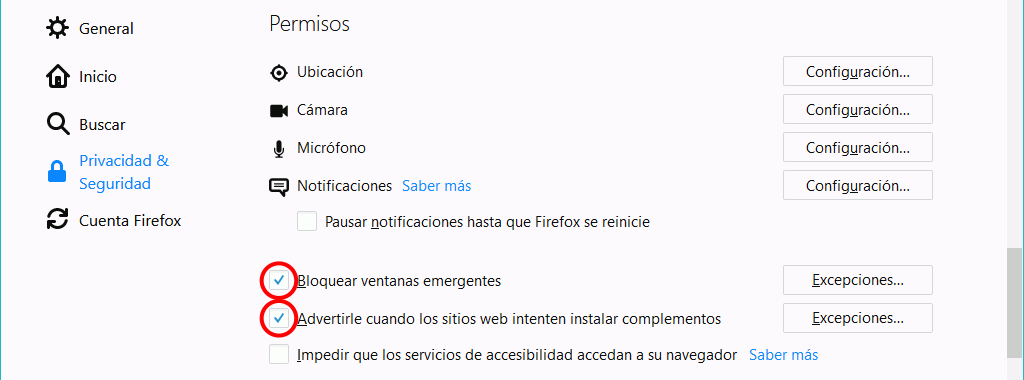 General
Inicio
Buscar
Privacidad &
Seguridad
Cuenta Firefox
Permisos
Ubicación
Configuración...
Cámara
Configuración...
Micrófono
Configuración...
Notificaciones Saber más
Configuración...
Pausar notificaciones hasta que Firefox se reinicie
Bloquear ventanas emergentes
Excepciones...
Advertirle cuando los sitios web intenten instalar complementos
Excepciones...
Impedir que los servicios de accesibilidad accedan a su navegador Saber más